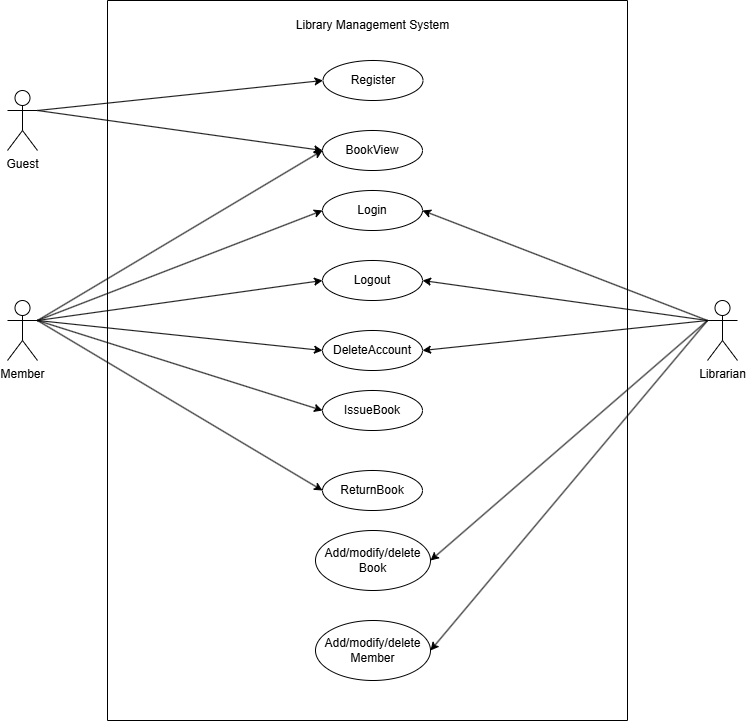 Library Management System
Register
Guest
BookView
Login
Logout
DeleteAccount
Member
Librarian
IssueBook
ReturnBook
Add/modify/delete
Book
Add/modify/delete
Member